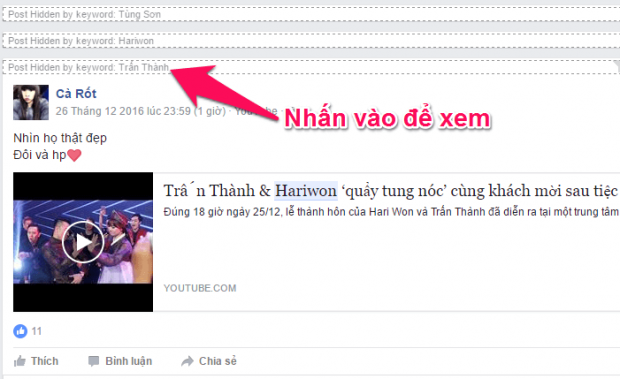 Post Hidden by keyword: Tùng Sơn
Post Hidden by keyword: Hariwon
Post Hidden by keyword: Trấn Thành
Cà Rốt
26 Tháng 12 2016 lúc 23:59 (1 giờ) · YouTube ·
Nhấn vào để xem
Nhìn họ thật đẹp
Đôi và hp❤
Trấn Thành & Hariwon ‘quẩy tung nóc’ cùng khách mời sau tiệc
Đúng 18 giờ ngày 25/12, lễ thành hôn của Hari Won và Trấn Thành đã diễn ra tại một trung tâm
YOUTUBE.COM
11
Thích Bình luận Chia sẻ